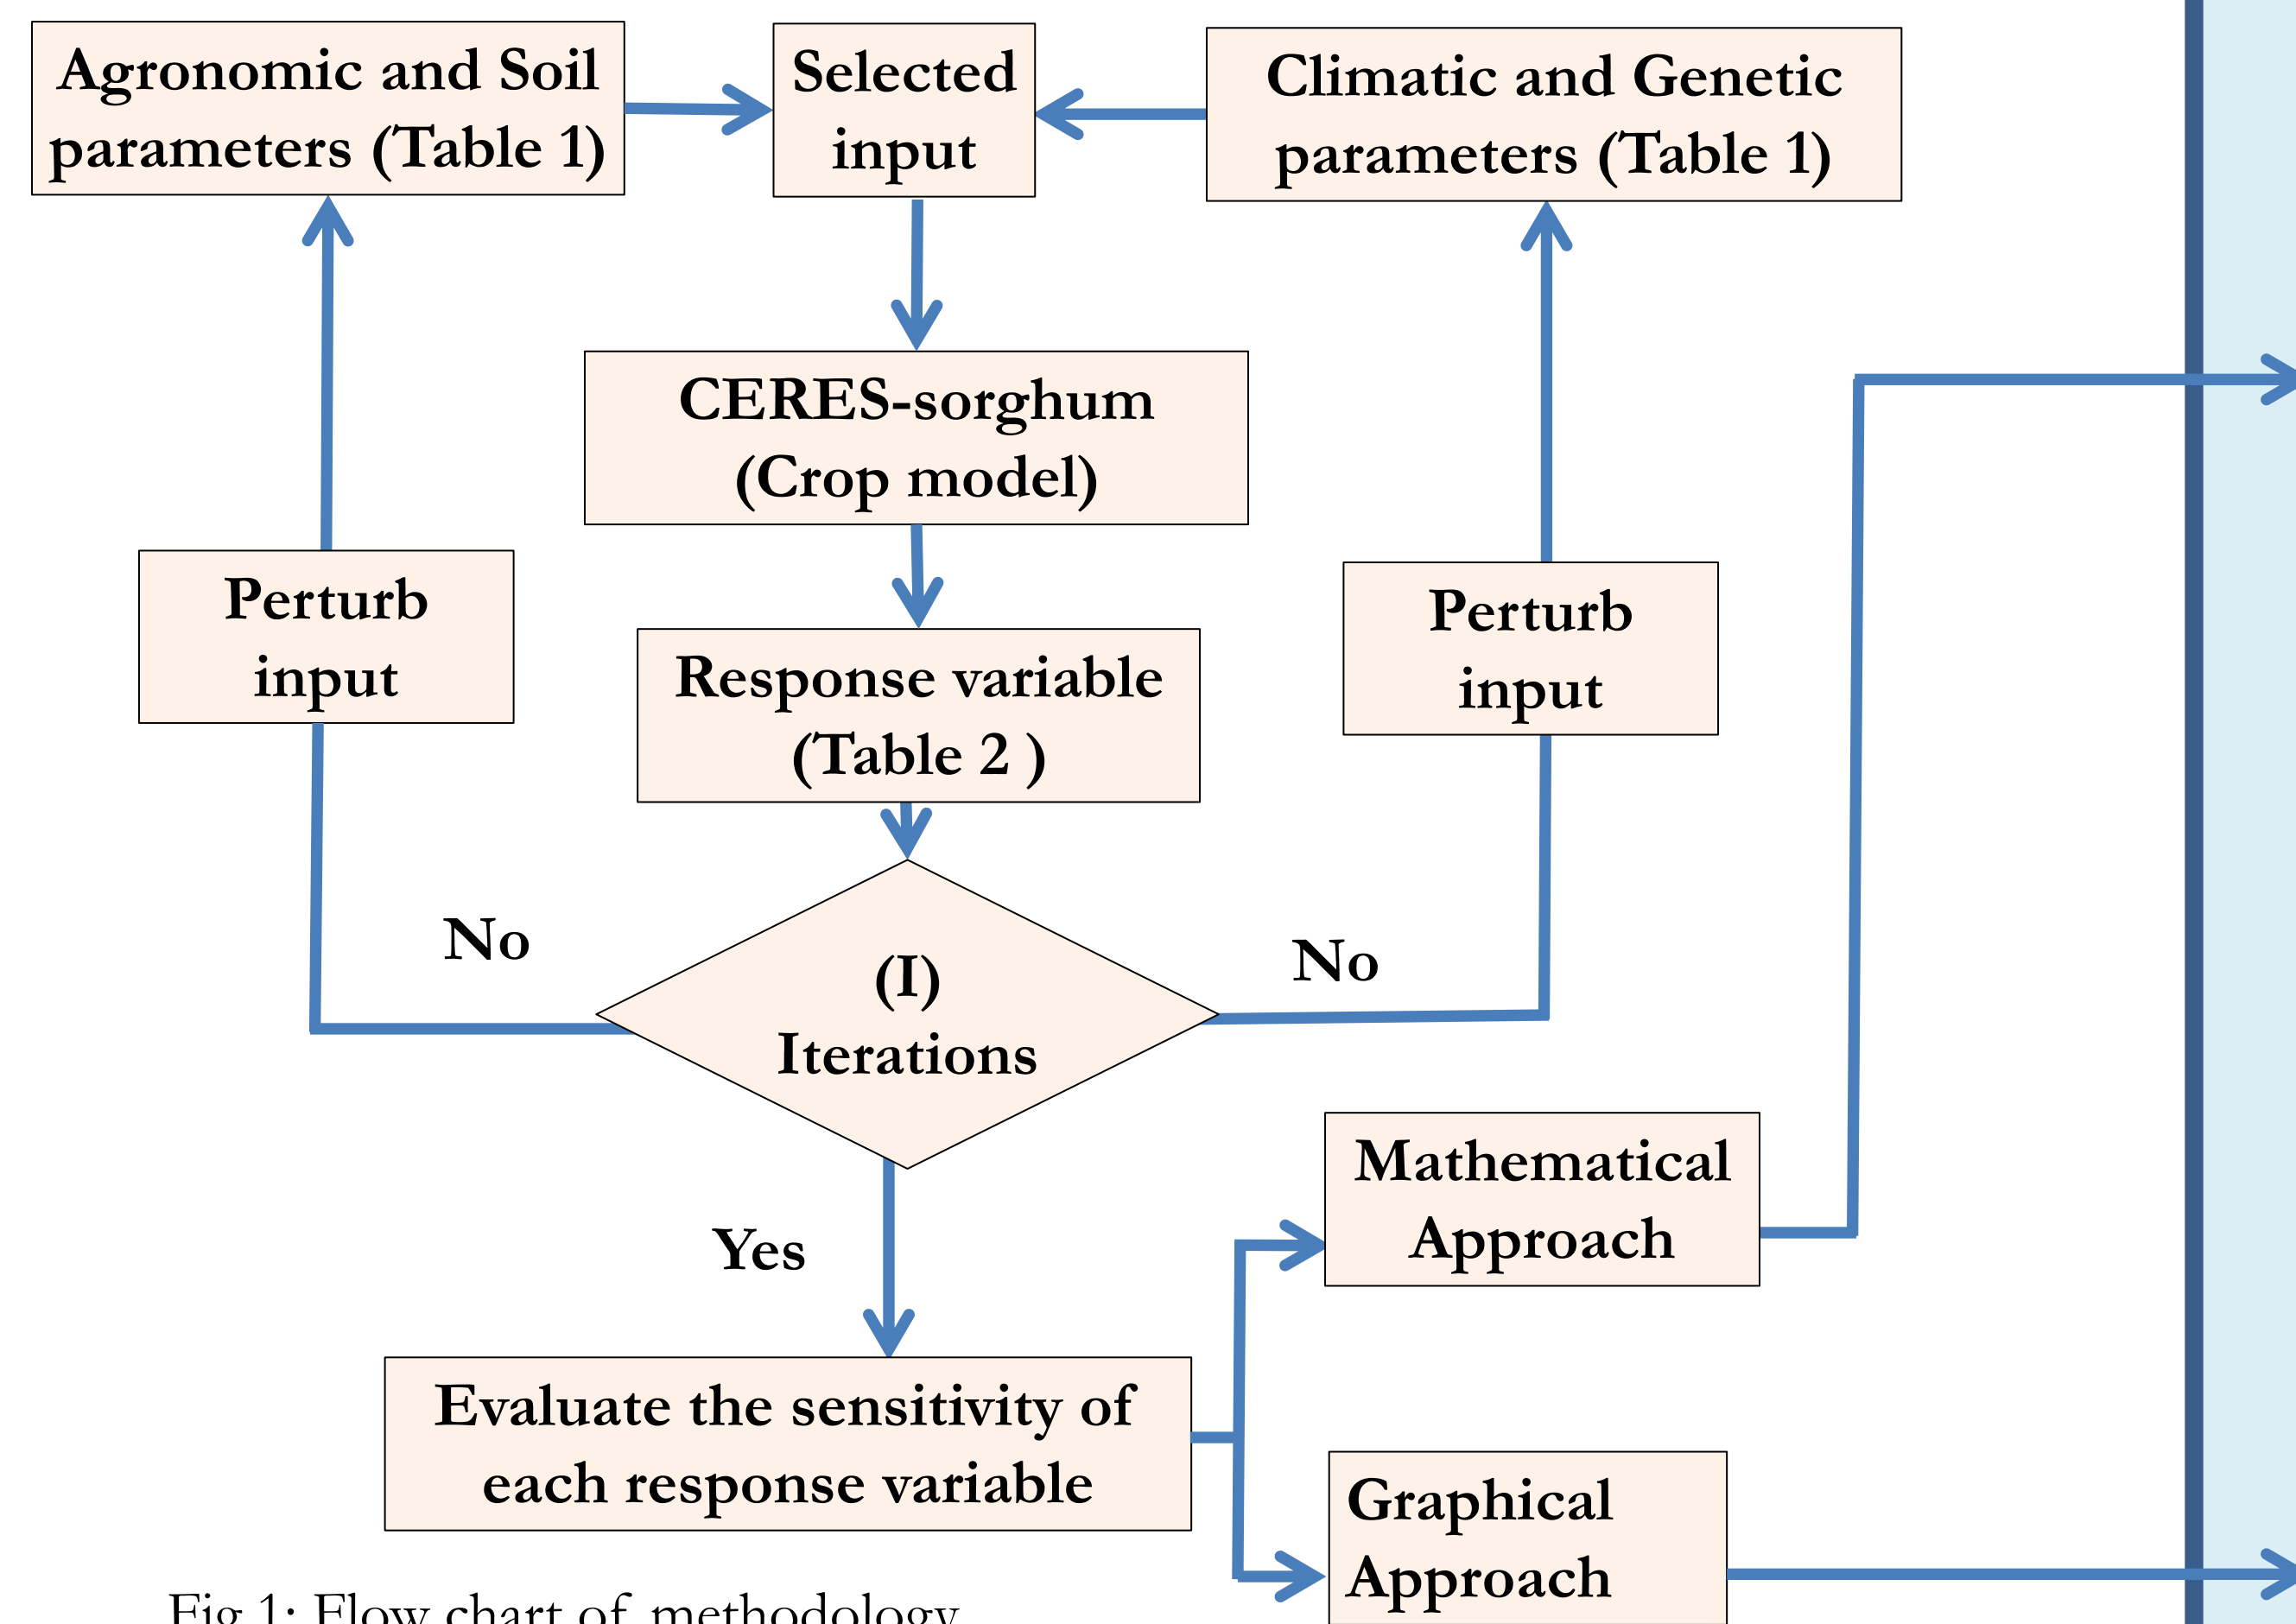 Agronomic and Soil
parameters (Table 1)
Selected
input
Climatic and Genetic
parameters (Table 1)
CERES-sorghum
(Crop model)
Perturb
input
Perturb
input
Response variable
(Table 2 )
No
No
(I)
Iterations
Mathematical
Approach
Yes
Evaluate the sensitivity of
each response variable
Graphical
Approach
Fig 1: Flow chart of methodology